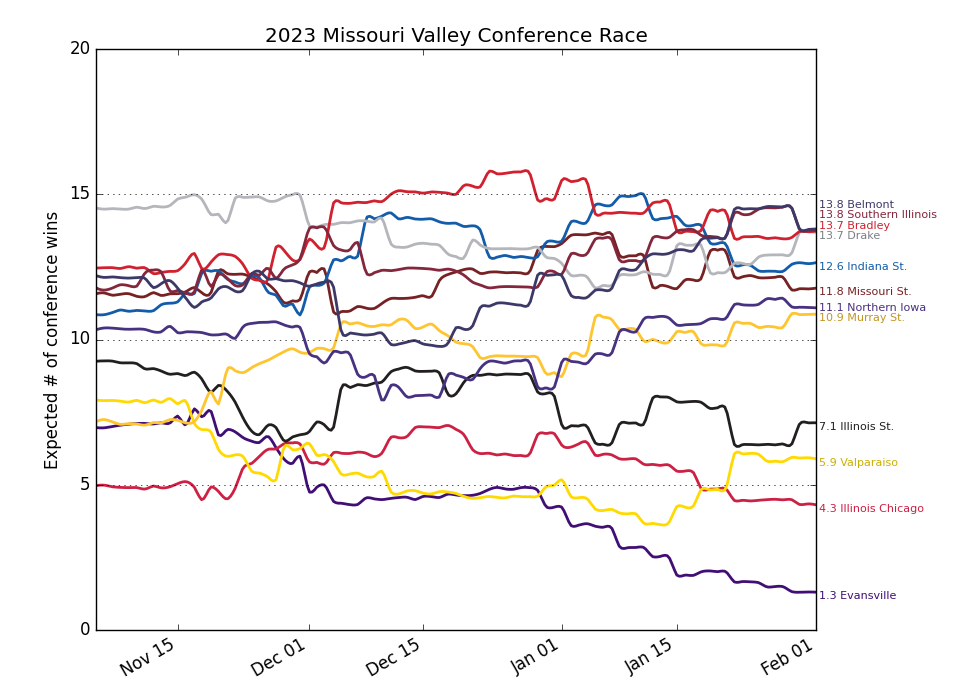 2023 Missouri Valley Conference Race
Expected # of conference wins
20
15
10
5
0
Nov 15
Dec 01
Dec 15
Jan 01
Jan 15
Feb 01
13.8 Belmont
13.8 Southern Illinois
13.7 Bradley
13.7 Drake
12.6 Indiana St.
11.8 Missouri St.
11.1 Northern Iowa
10.9 Murray St.
7.1 Illinois St.
5.9 Valparaiso
4.3 Illinois Chicago
1.3 Evansville